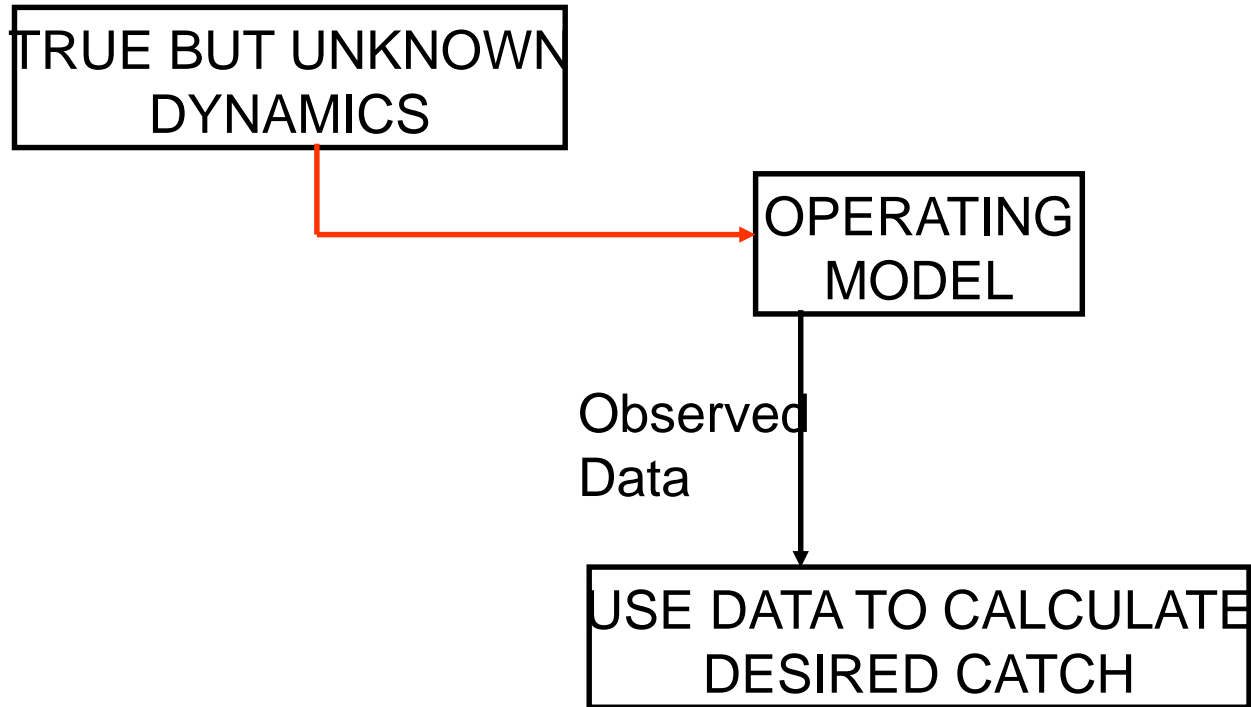 TRUE BUT UNKNOWN
DYNAMICS
OPERATING
MODEL
Observed
Data
USE DATA TO CALCULATE
DESIRED CATCH